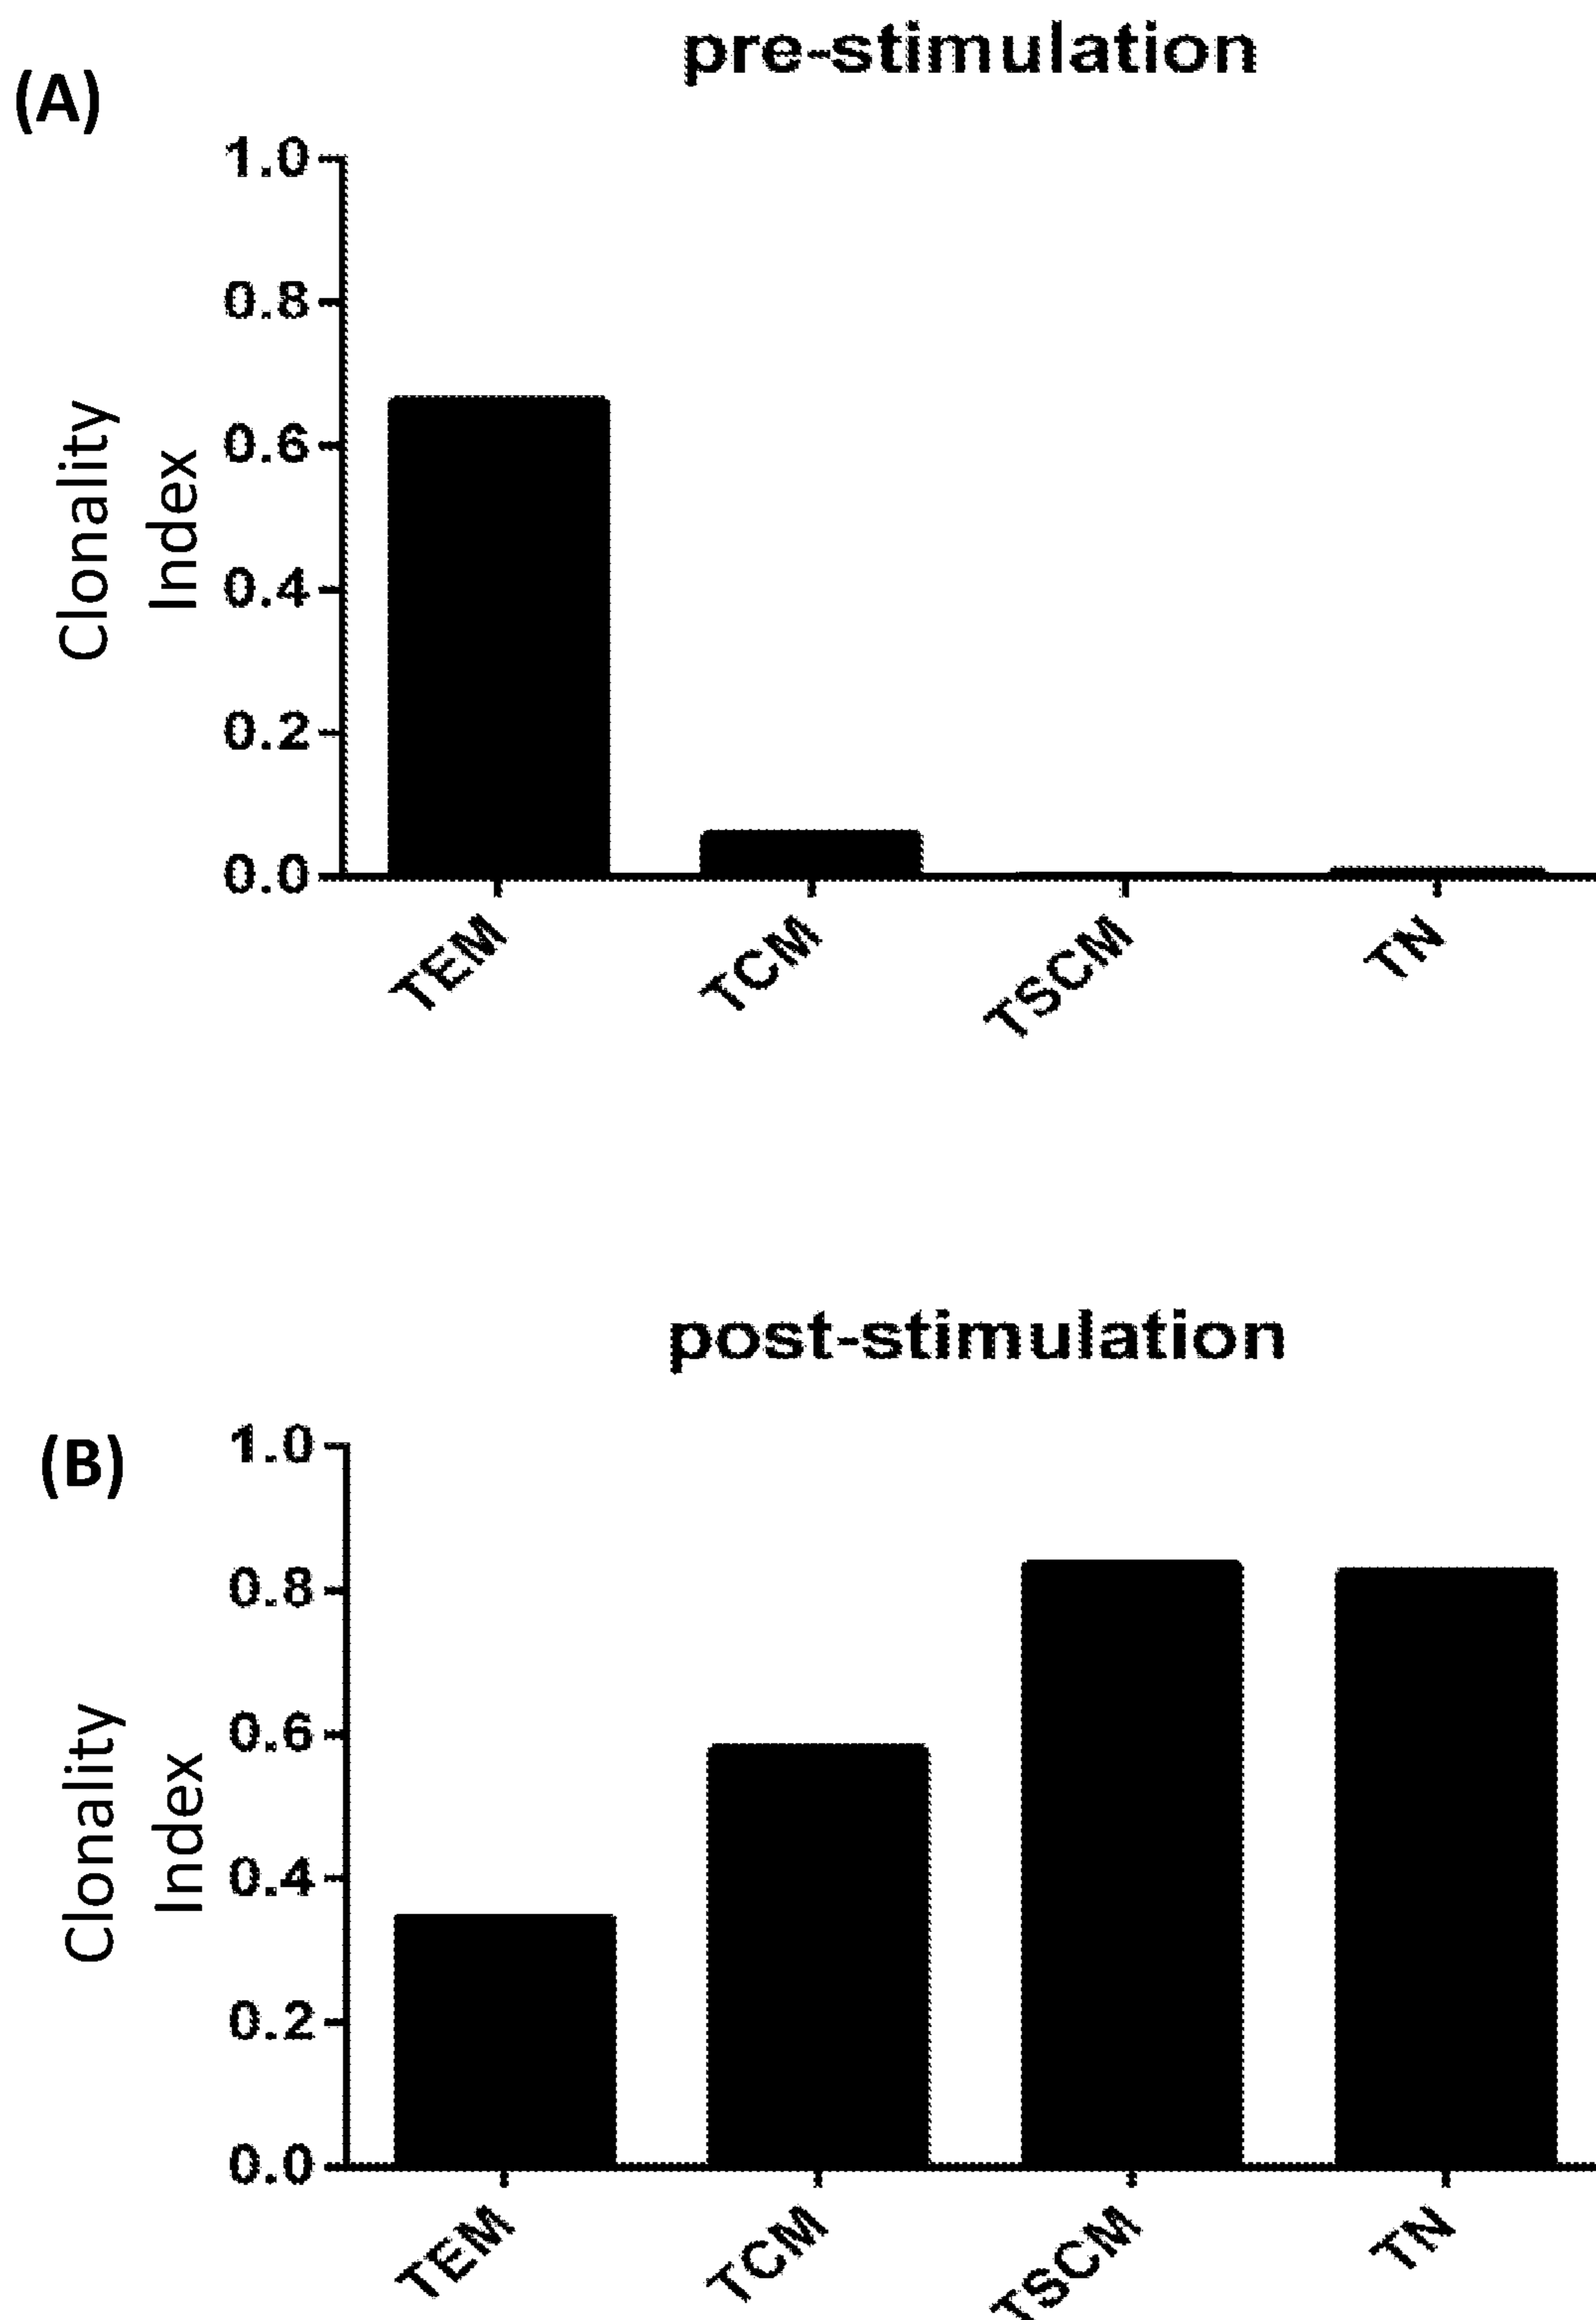 pre-stimulation
(A)
1.0
0.8
0.6
0.4
0.2
0.0
Clonality
Index
TEM
TCM
TSCM
TN
post-stimulation
(B)
1.0
0.8
0.6
0.4
0.2
0.0
Clonality
Index
TEM
TCM
TSCM
TN